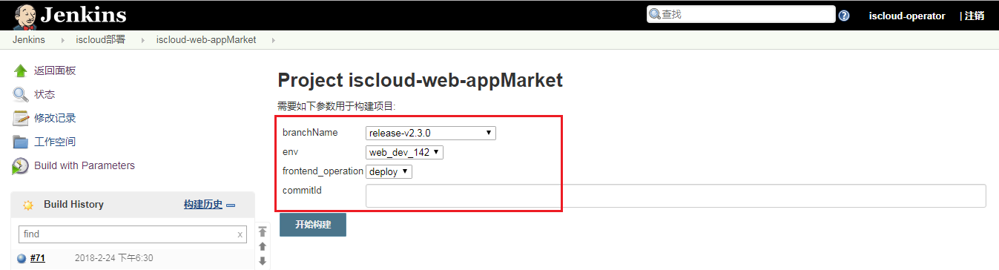 Jenkins
查找
iscloud-operator
| 注销
Jenkins
iscloud部署
iscloud-web-appMarket
返回面板
状态
修改记录
工作空间
Build with Parameters
Build History
构建历史
find
x
#71
2018-2-24 下午6:30
Project iscloud-web-appMarket
需要如下参数用于构建项目:
branchName
release-v2.3.0
env
web_dev_142
frontend_operation
deploy
commitId
开始构建